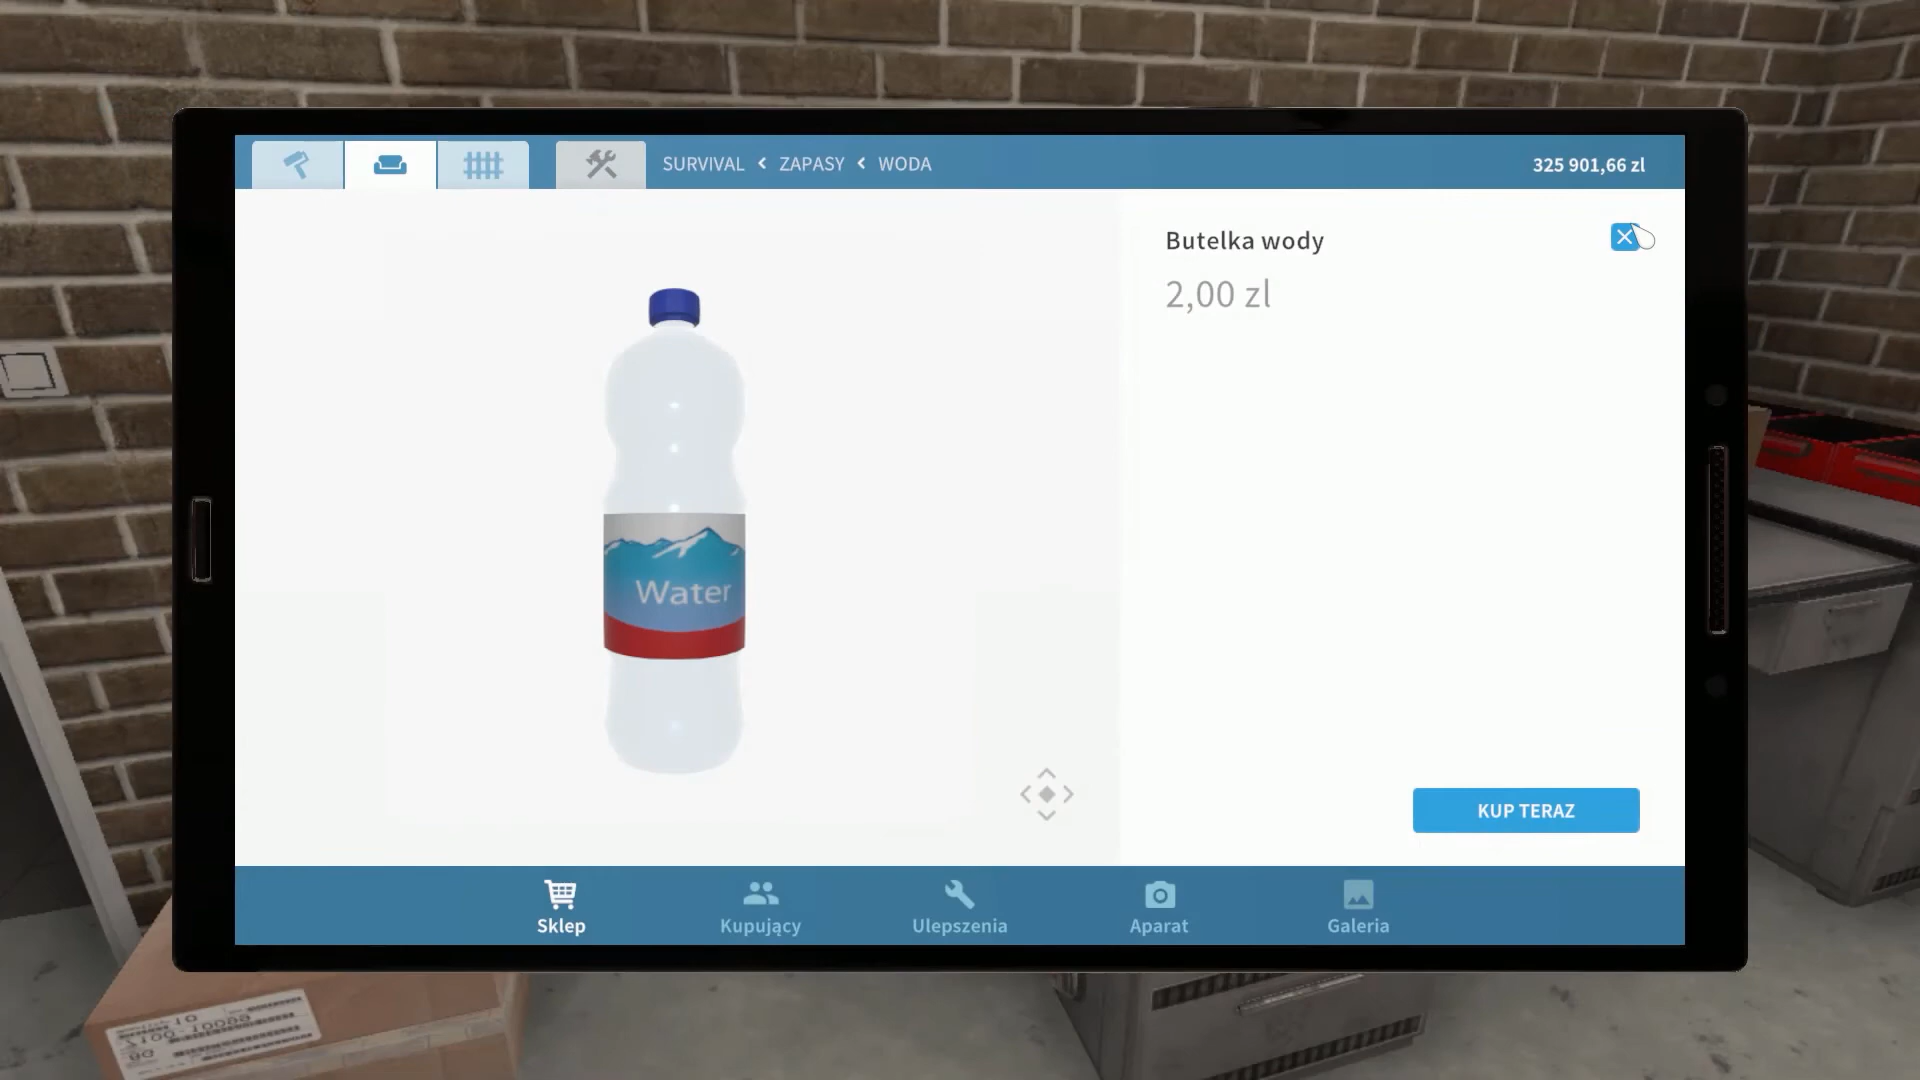 SURVIVAL < ZAPASY < WODA
325 901,66 zl
Butelka wody
2,00 zl
Water
KUP TERAZ
Sklep
Kupujący
Ulepszenia
Aparat
Galeria